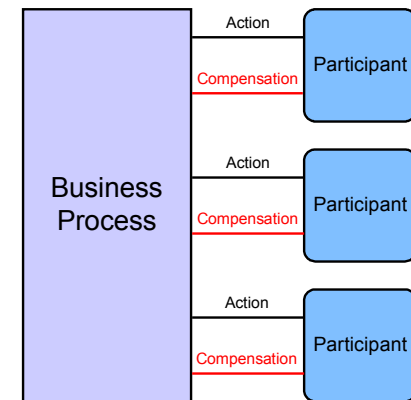 Action
Participant
Compensation
Action
Business
Process
Participant
Compensation
Action
Participant
Compensation